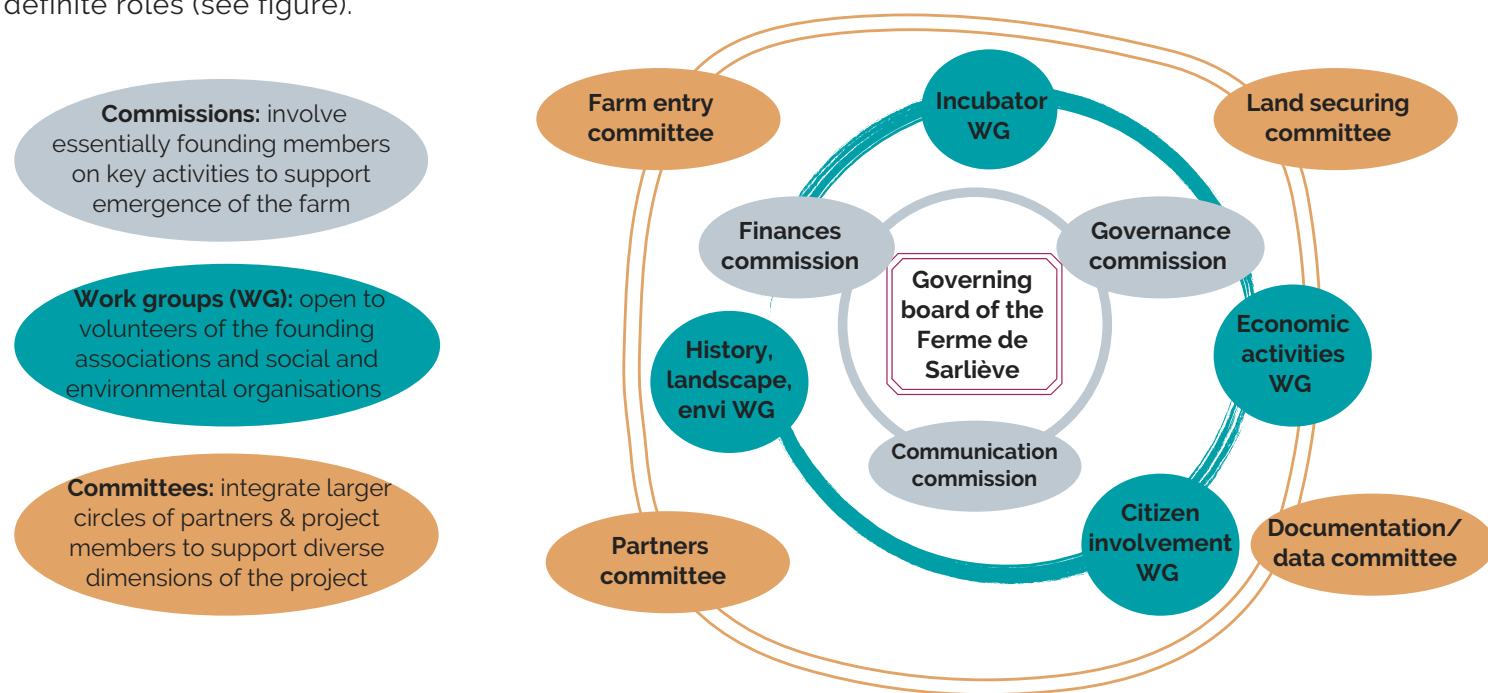 definite roles (see figure).
Commissions: involve
essentially founding members
on key activities to support
emergence of the farm
Work groups (WG): open to
volunteers of the founding
associations and social and
environmental organisations
Committees: integrate larger
circles of partners & project
members to support diverse
dimensions of the project
Farm entry
committee
Incubator
WG
Land securing
committee
Finances
commission
Governance
commission
Governing
board of the
Ferme de
Sarliève
History,
landscape,
envi WG
Economic
activities
WG
Communication
commission
Citizen
involvement
WG
Partners
committee
Documentation/
data committee